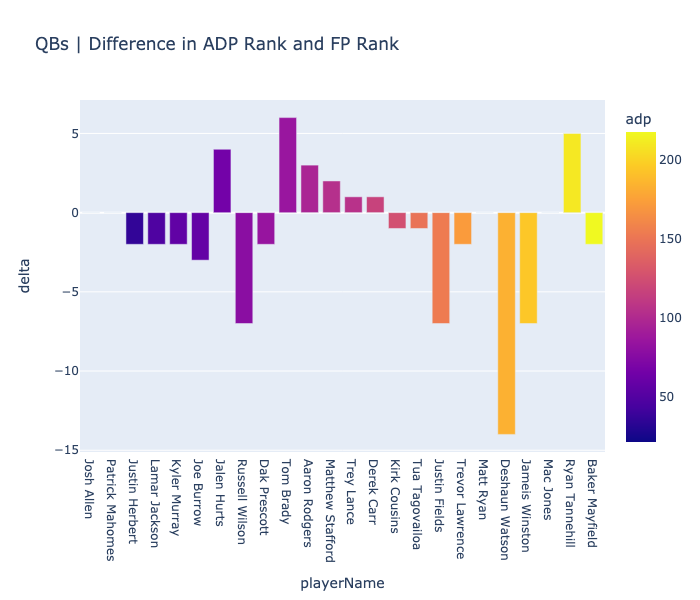 QBs | Difference in ADP Rank and FP Rank
adp
200
150
100
50
5
0
−5
−10
−15
delta
Josh Allen
Patrick Mahomes
Justin Herbert
Lamar Jackson
Kyler Murray
Joe Burrow
Jalen Hurts
Russell Wilson
Dak Prescott
Tom Brady
Aaron Rodgers
Matthew Stafford
Trey Lance
Derek Carr
Kirk Cousins
Tua Tagovailoa
Justin Fields
Trevor Lawrence
Matt Ryan
Deshaun Watson
Jameis Winston
Mac Jones
Ryan Tannehill
Baker Mayfield
playerName